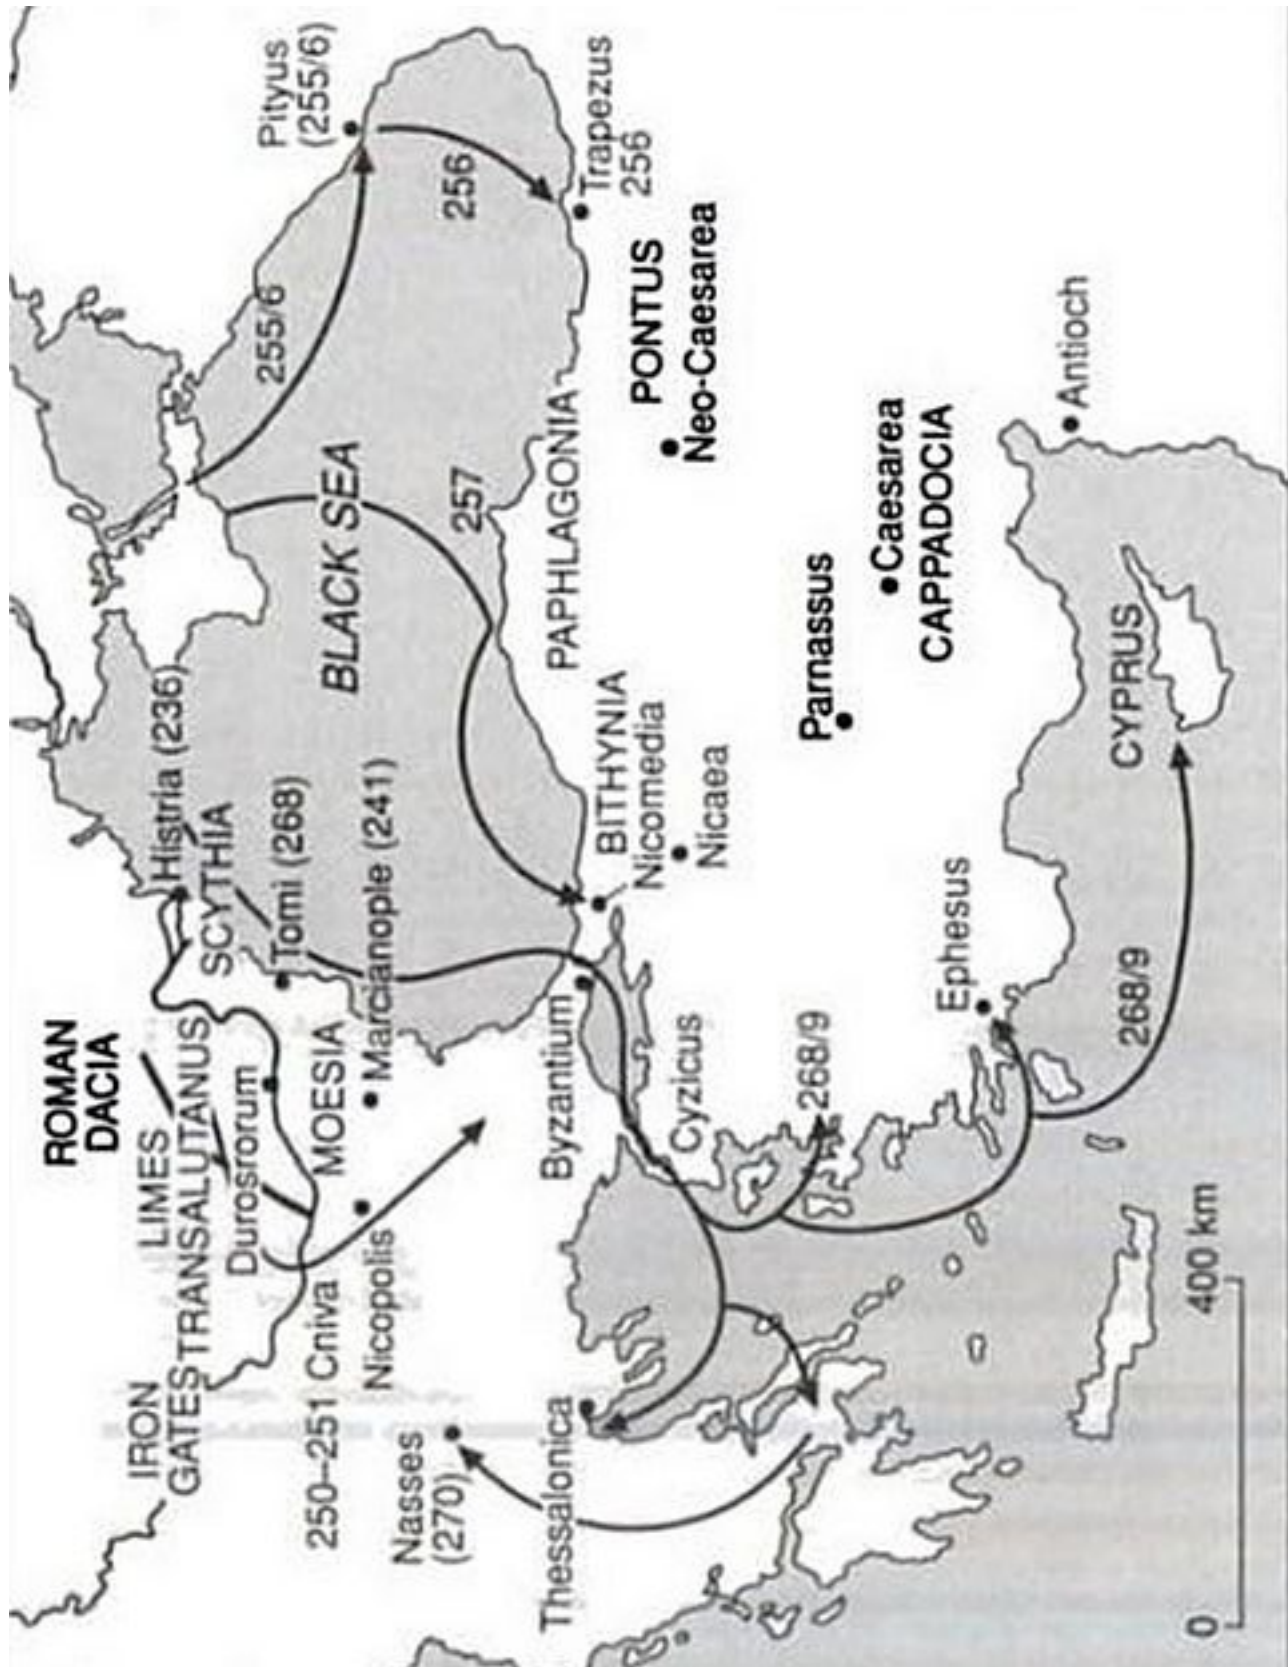 ROMAN
DACIA
IRON
GATES
LIMES
TRANSALUTANIUS
Durosrorum
SCYTHIA
Histria (236)
Tomi (268)
250–251 Cniva
MOESIA
Nicopolis
Marcianople (241)
Nasses
(270)
Thessalonica
Byzantium
Cyzicus
BLACK SEA
255/6
Pityus
(255/6)
256
Trapezus
256
257
PAPHLAGONIA
BITHYNIA
Nicomedia
Nicaea
PONTUS
Neo-Caesarea
Parnassus
Caesarea
CAPPADOCIA
Antioch
Ephesus
268/9
268/9
CYPRUS
0
400 km